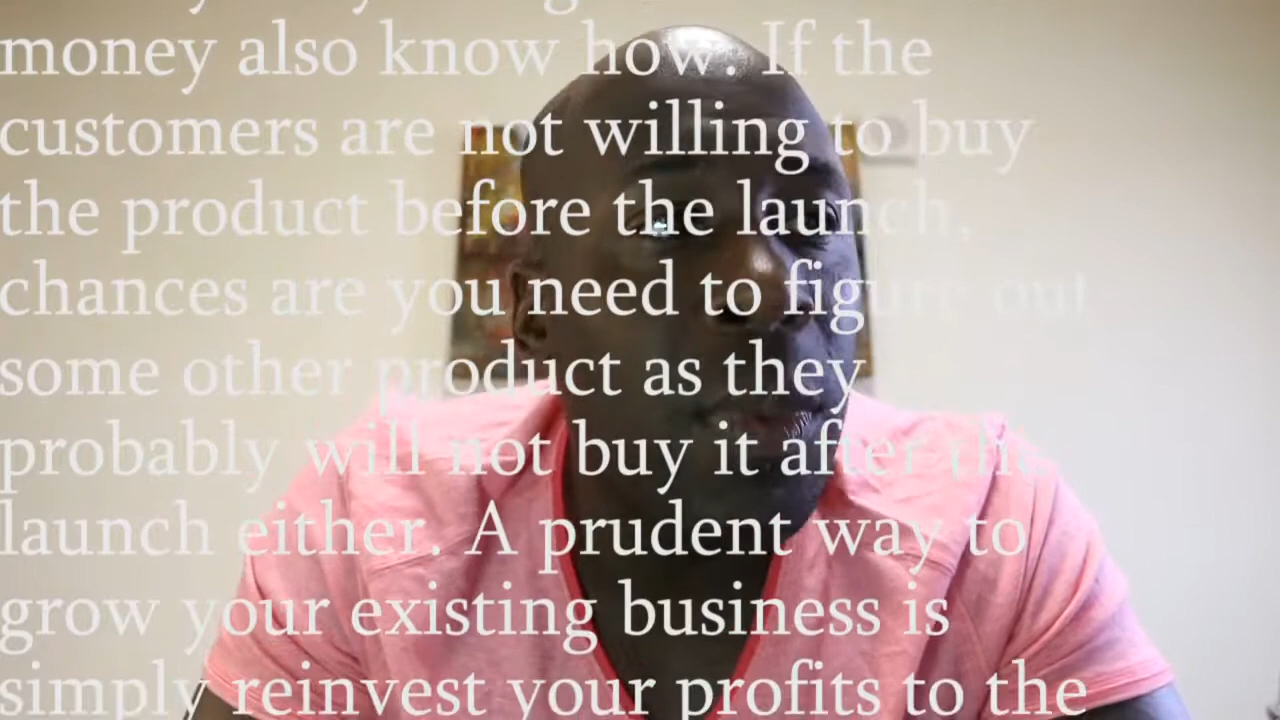 money also know how. If the
customers are not willing to buy
the product before the launch,
chances are you need to figure out
some other product as they
probably will not buy it after the
launch either. A prudent way to
grow your existing business is
simply reinvest your profits to the